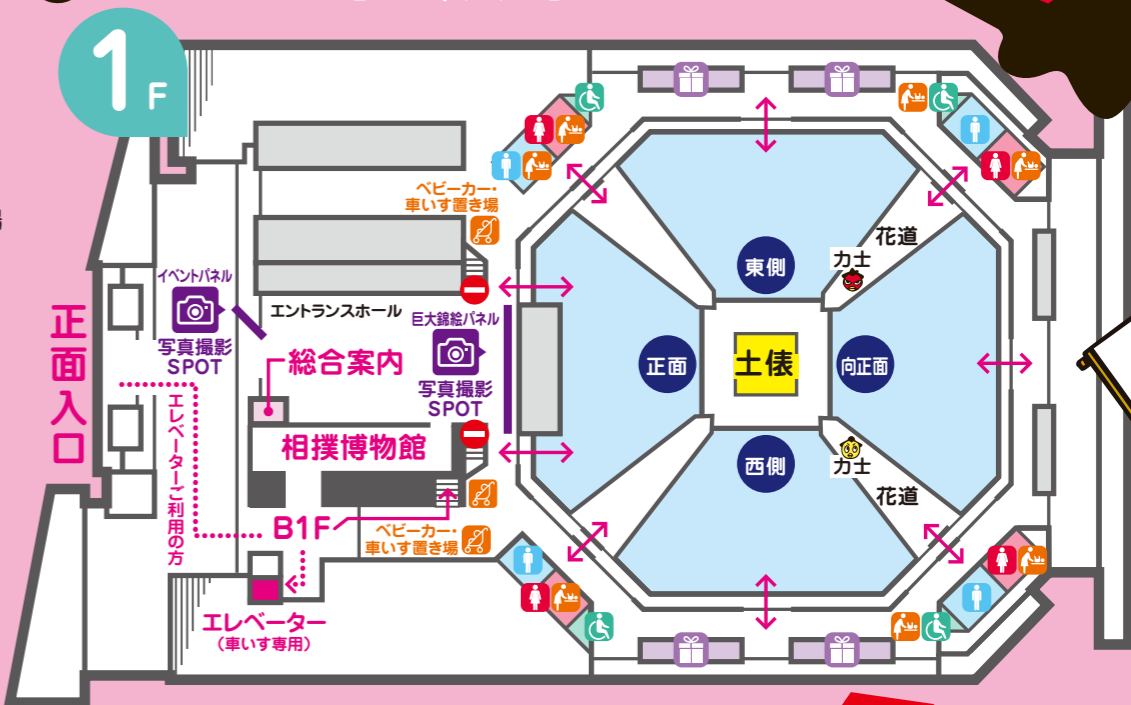 1F
ベビーカー・
車いす置き場
イベントパネル
写真撮影
SPOT
エントランスホール
巨大錦絵パネル
写真撮影
SPOT
正面入口
総合案内
相撲博物館
エレベーターご利用の方
B1F
ベビーカー・
車いす置き場
エレベーター
(車いす専用)
東側
力士
花道
正面
土俵
向正面
西側
力士
花道